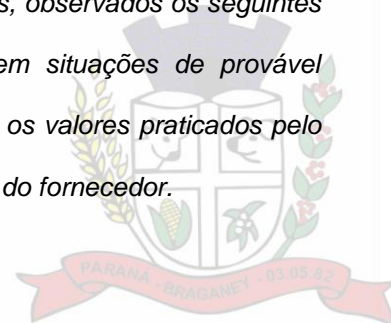 s, observados os seguintes
em situações de provável
os valores praticados pelo
do fornecedor.
PARANÁ - BRAGANEY - 03.05.82